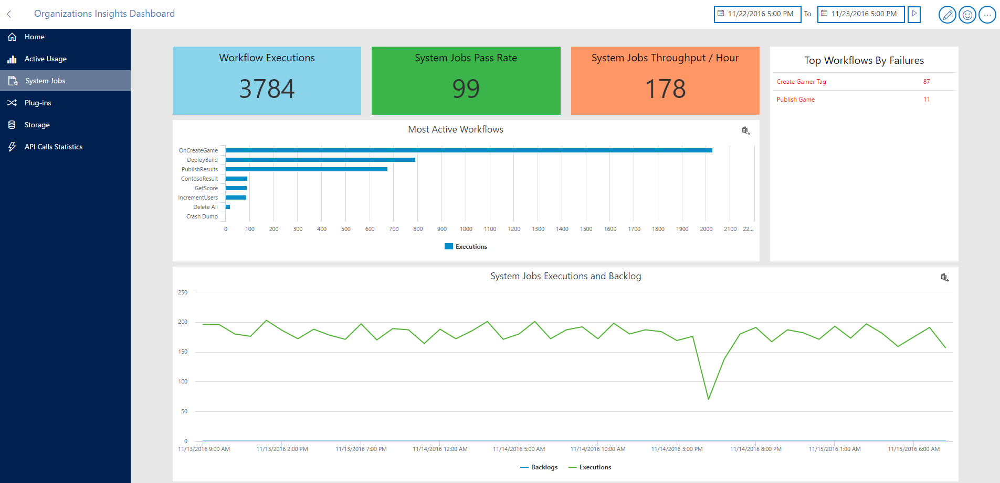 Organizations Insights Dashboard
11/22/2016 5:00 PM To 11/23/2016 5:00 PM
Home
Active Usage
System Jobs
Plug-ins
Storage
API Calls Statistics
Workflow Executions
3784
System Jobs Pass Rate
99
System Jobs Throughput / Hour
178
Top Workflows By Failures
Create Gamer Tag 87
Publish Game 11
Most Active Workflows
OnCreateGame
DeployBuild
PublishResults
ContosoResult
GetScore
IncrementUsers
Delete All
Crash Dump
0 100 200 300 400 500 600 700 800 900 1000 1100 1200 1300 1400 1500 1600 1700 1800 1900 2000 2100 22...
Executions
System Jobs Executions and Backlog
250
200
150
100
50
0
11/13/2016 9:00 AM 11/13/2016 2:00 PM 11/13/2016 7:00 PM 11/14/2016 12:00 AM 11/14/2016 5:00 AM 11/14/2016 10:00 AM 11/14/2016 3:00 PM 11/14/2016 8:00 PM 11/15/2016 1:00 AM 11/15/2016 6:00 AM
Backlogs Executions